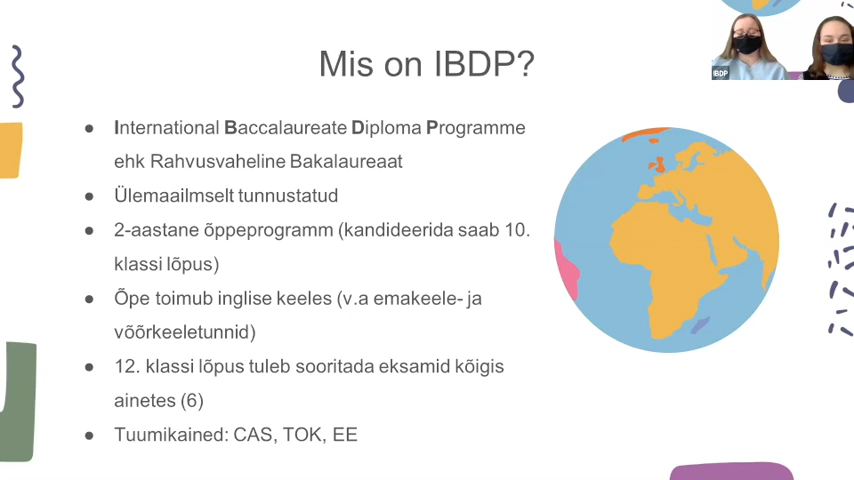 Mis on IBDP?
IBDP
● International Baccalaureate Diploma Programme
ehk Rahvusvaheline Bakalaureaat
● Ülemaailmselt tunnustatud
● 2-aastane õppeprogramm (kandideerida saab 10.
klassi lõpus)
● Õpe toimub inglise keeles (v.a emakeele- ja
võõrkeeletunnid)
● 12. klassi lõpus tuleb sooritada eksamid kõigis
ainetes (6)
● Tuumikained: CAS, TOK, EE